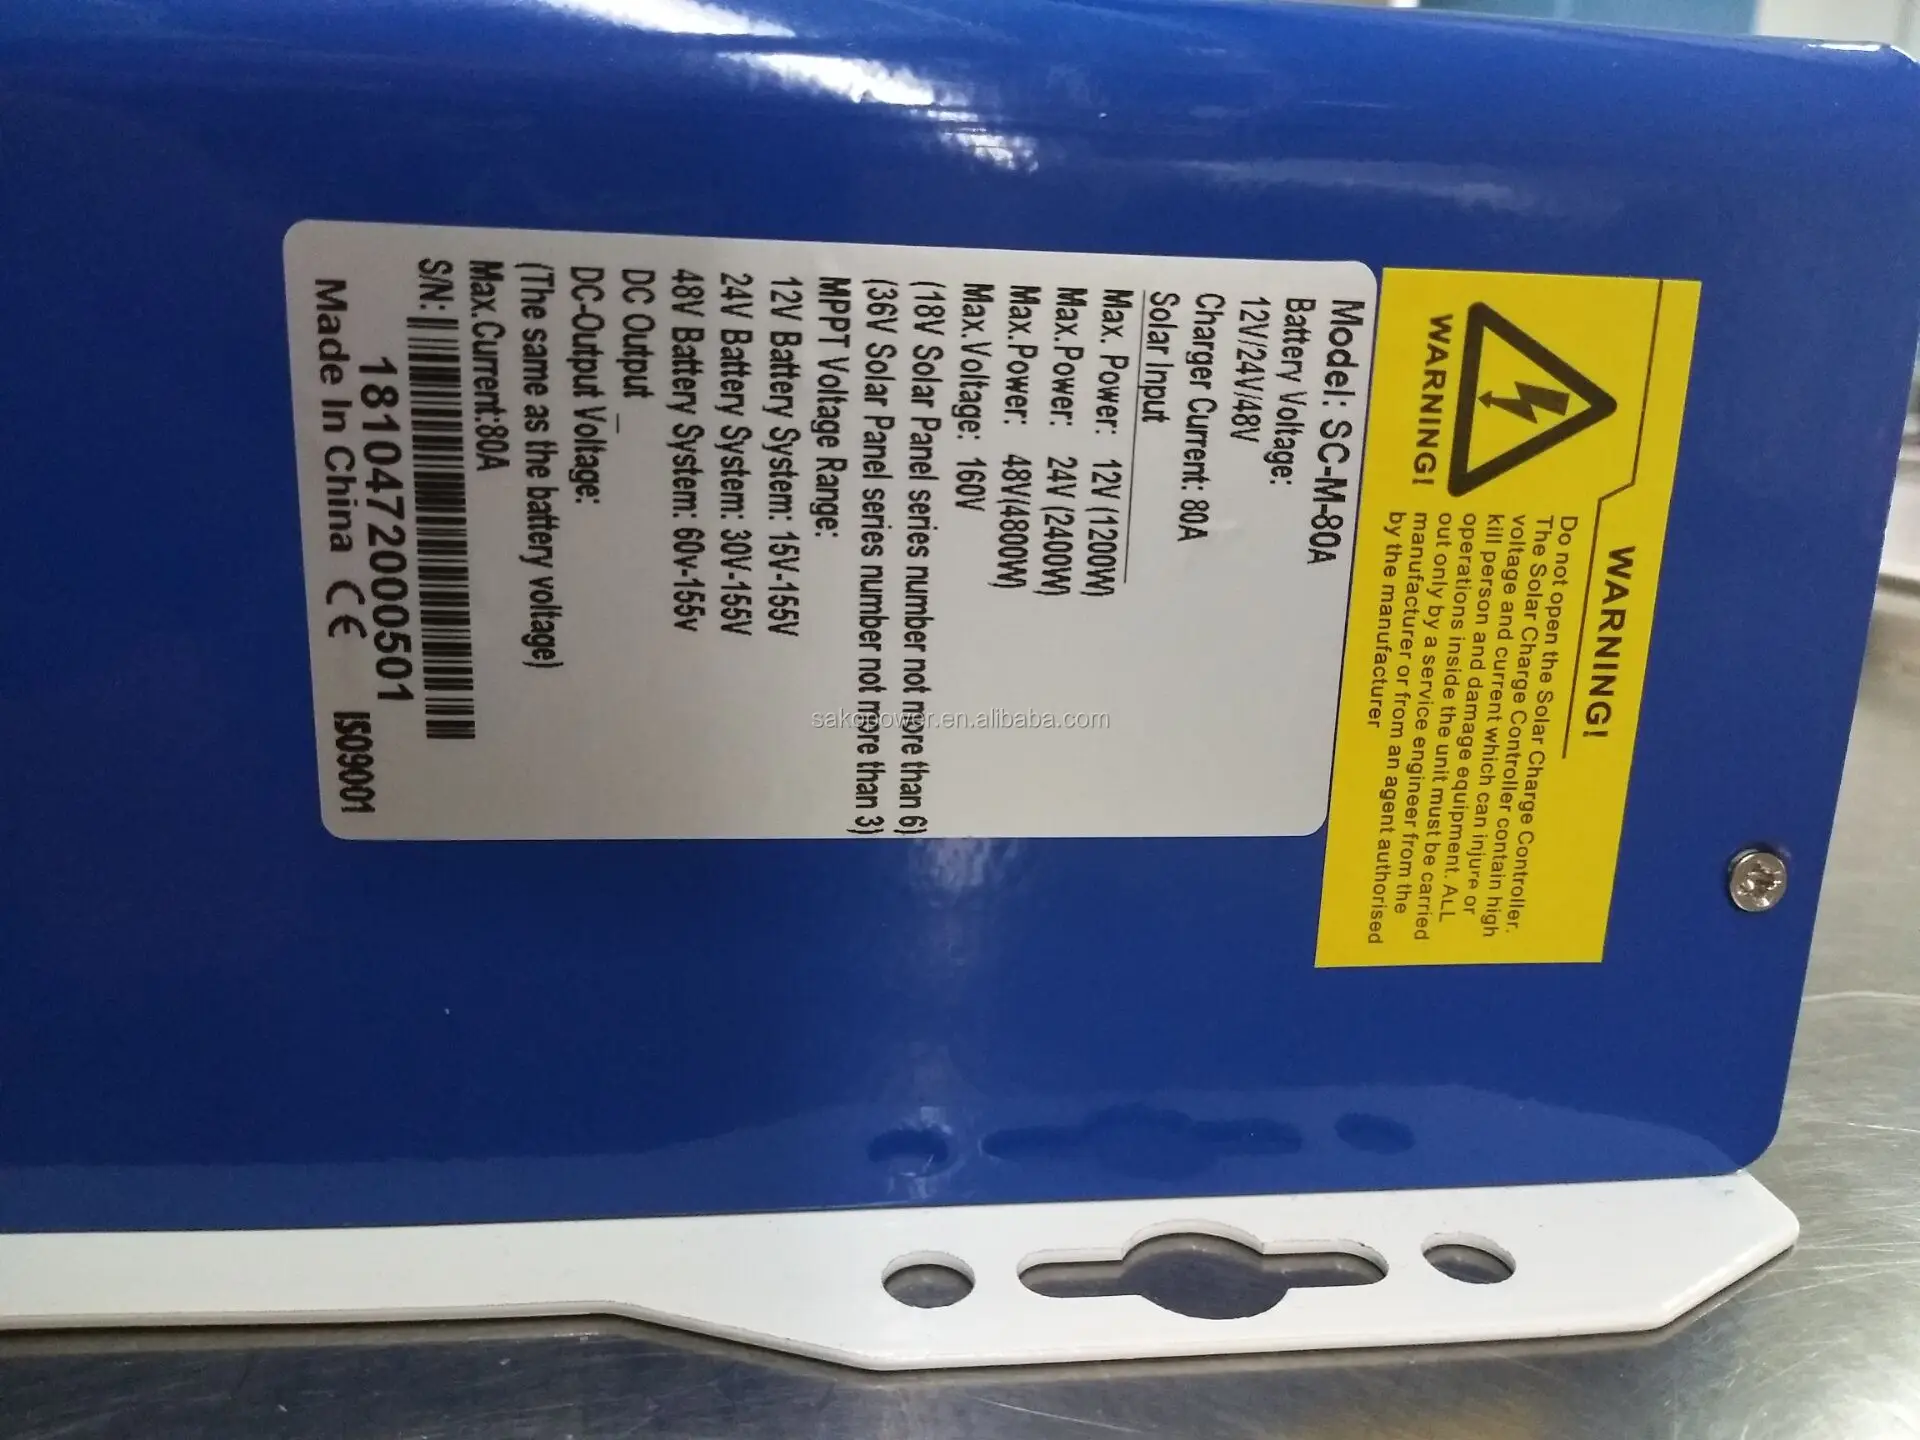 WARNING!
WARNING!
Do not open the Solar Charge Controller.
The Solar Charge Controller contain high
voltage and current which can injure or
kill person and damage equipment.  ALL
operations inside the unit must be carried
out only by a service engineer from the
manufacturer or from an agent authorised
by the manufacturer
Model: SC-M-80A
Battery Voltage:
12V/24V/48V
Charger Current: 80A
Solar Input
Max. Power: 12V (1200W)
Max.Power: 24V (2400W)
Max.Power: 48V(4800W)
Max.Voltage: 160V
(18V Solar Panel series number not more than 6)
(36V Solar Panel series number not more than 3)
MPPT Voltage Range:
12V Battery System: 15V-155V
24V Battery System: 30V-155V
48V Battery System: 60v-155v
DC Output
DC-Output Voltage:
(The same as the battery voltage)
Max.Current:80A
S/N:
18104720000501
Made In China CE ISO9001
sakopower.en.alibaba.com